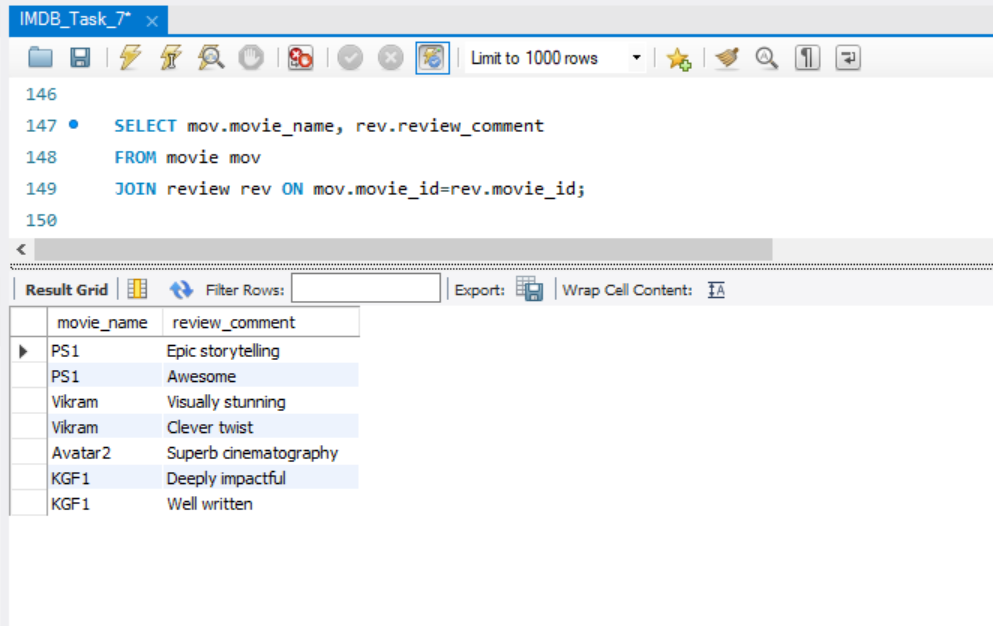 IMDB_Task_7* ×
Limit to 1000 rows
146
147 SELECT mov.movie_name, rev.review_comment
148 FROM movie mov
149 JOIN review rev ON mov.movie_id=rev.movie_id;
150
Result Grid Filter Rows: Export: Wrap Cell Content: IA
movie_name review_comment
PS1 Epic storytelling
PS1 Awesome
Vikram Visually stunning
Vikram Clever twist
Avatar2 Superb cinematography
KGF1 Deeply impactful
KGF1 Well written